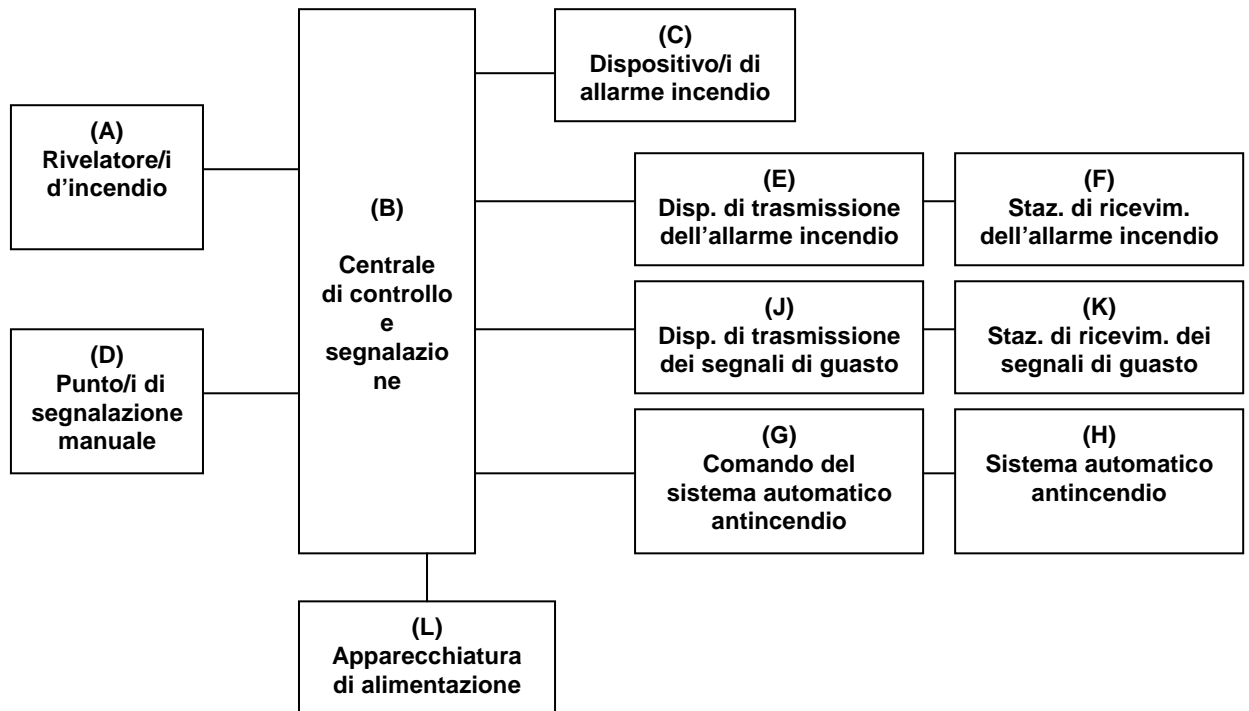 (A)
Rivelatore/i
d’incendio
(D)
Punto/i di
segnalazione
manuale
(B)
Centrale
di controllo
e
segnalazio
ne
(C)
Dispositivo/i di
allarme incendio
(E)
Disp. di trasmissione
dell’allarme incendio
(F)
Staz. di ricevim.
dell’allarme incendio
(J)
Disp. di trasmissione
dei segnali di guasto
(K)
Staz. di ricevim. dei
segnali di guasto
(G)
Comando del
sistema automatico
antincendio
(H)
Sistema automatico
antincendio
(L)
Apparecchiatura
di alimentazione